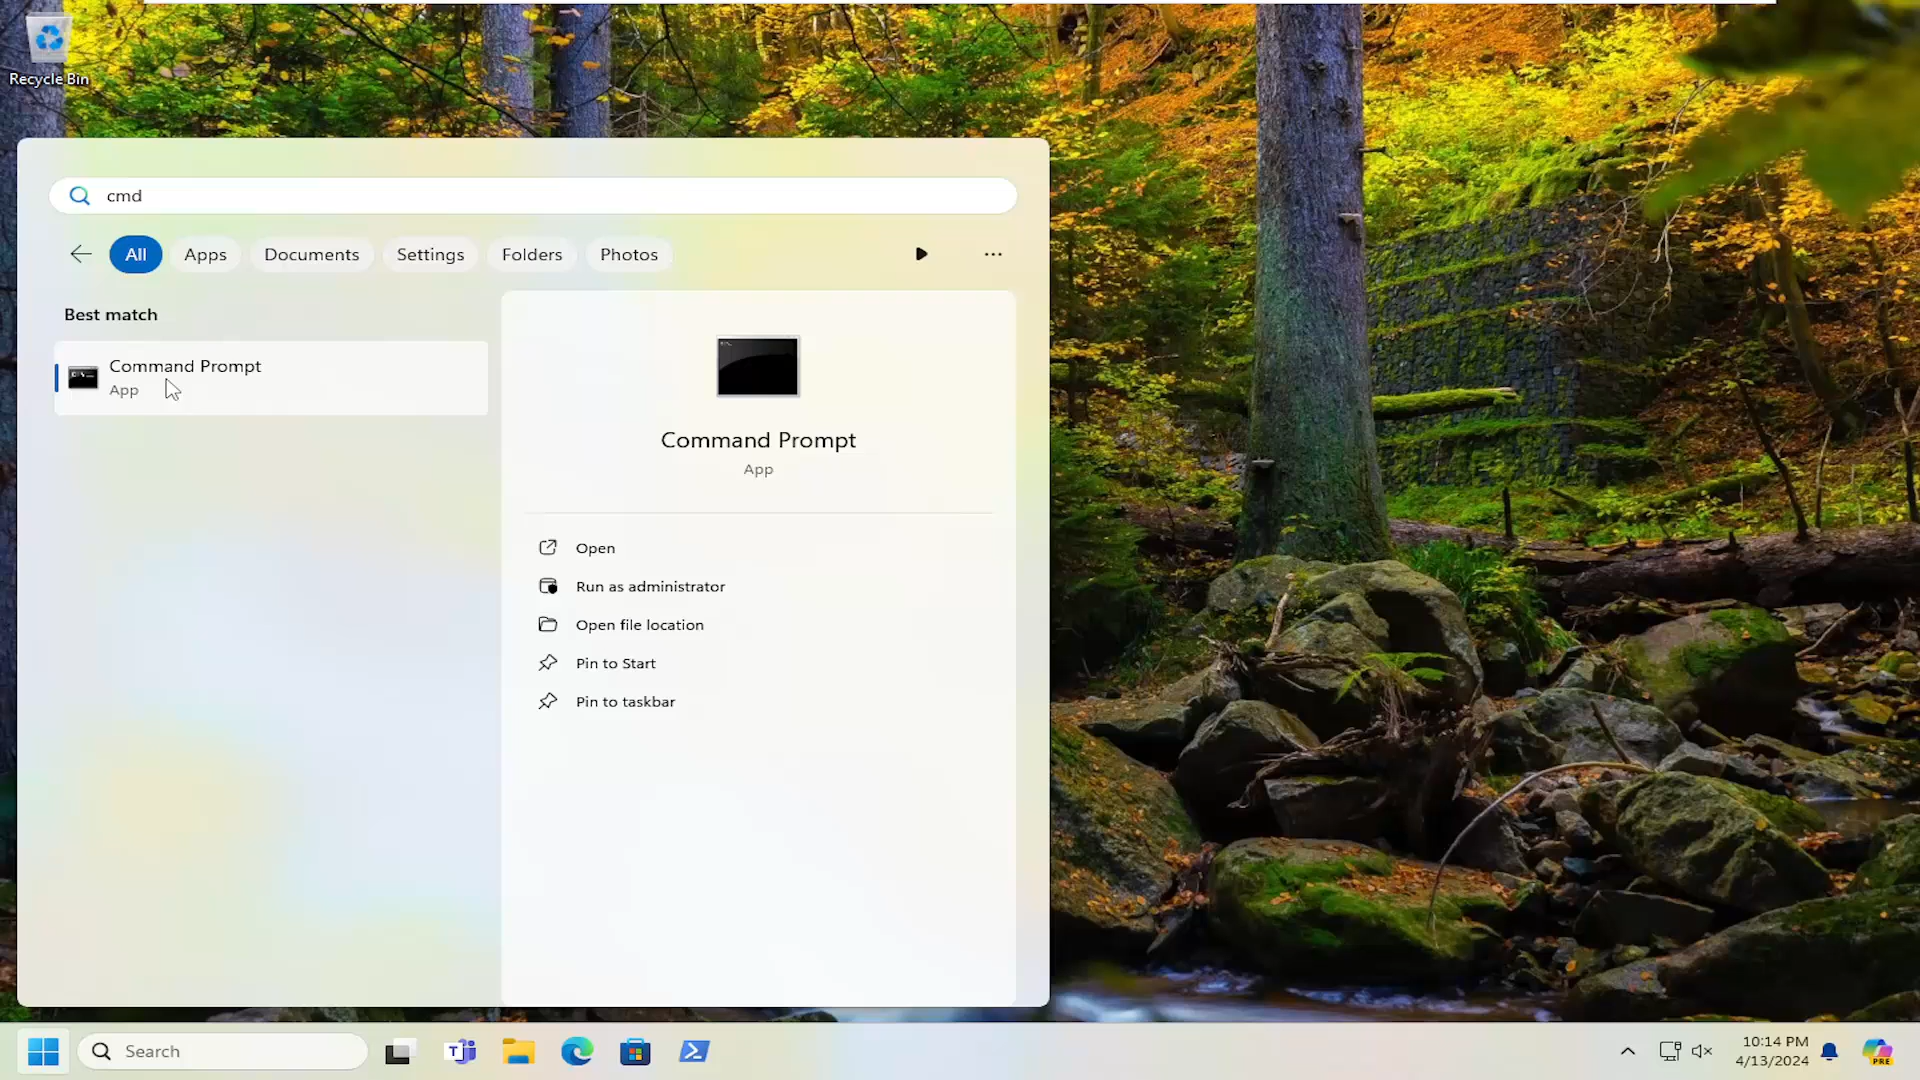 Recycle Bin
cmd
All Apps Documents Settings Folders Photos
Best match
Command Prompt
App
Command Prompt
App
Open
Run as administrator
Open file location
Pin to Start
Pin to taskbar
Search
10:14 PM
4/13/2024
PRE